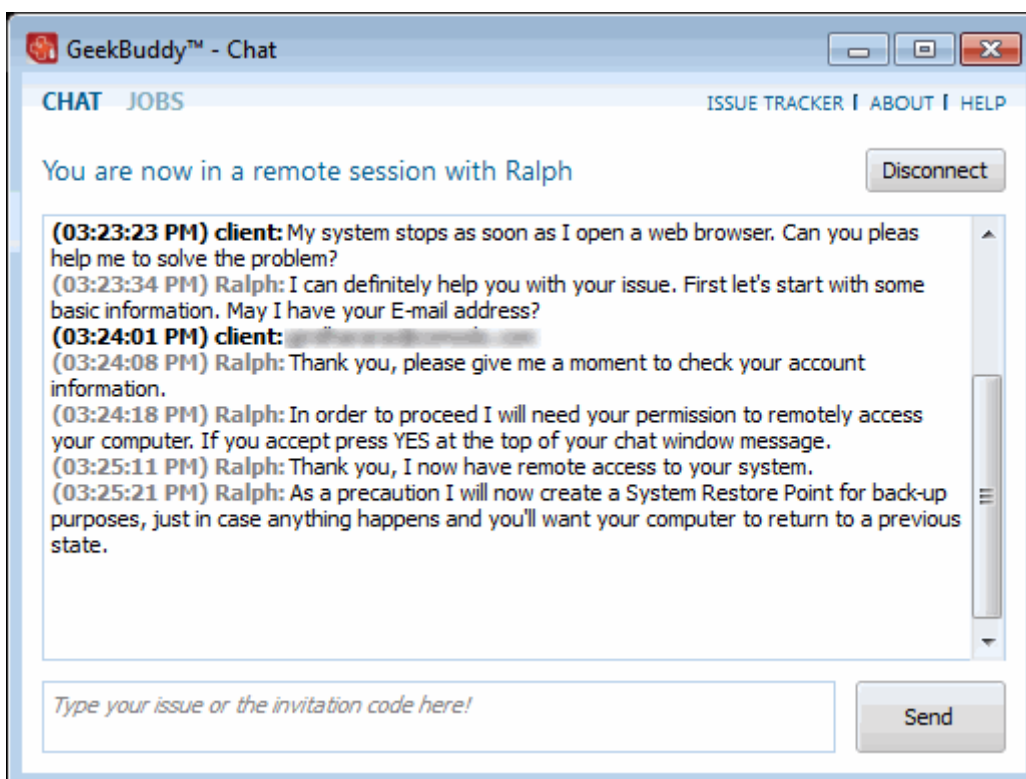 GeekBuddy™ - Chat
CHAT JOBS
ISSUE TRACKER | ABOUT | HELP
You are now in a remote session with Ralph
Disconnect
(03:23:23 PM) client: My system stops as soon as I open a web browser. Can you pleas
help me to solve the problem?
(03:23:34 PM) Ralph: I can definitely help you with your issue. First let's start with some
basic information. May I have your E-mail address?
(03:24:01 PM) client:
(03:24:08 PM) Ralph: Thank you, please give me a moment to check your account
information.
(03:24:18 PM) Ralph: In order to proceed I will need your permission to remotely access
your computer. If you accept press YES at the top of your chat window message.
(03:25:11 PM) Ralph: Thank you, I now have remote access to your system.
(03:25:21 PM) Ralph: As a precaution I will now create a System Restore Point for back-up
purposes, just in case anything happens and you'll want your computer to return to a previous
state.
Type your issue or the invitation code here!
Send